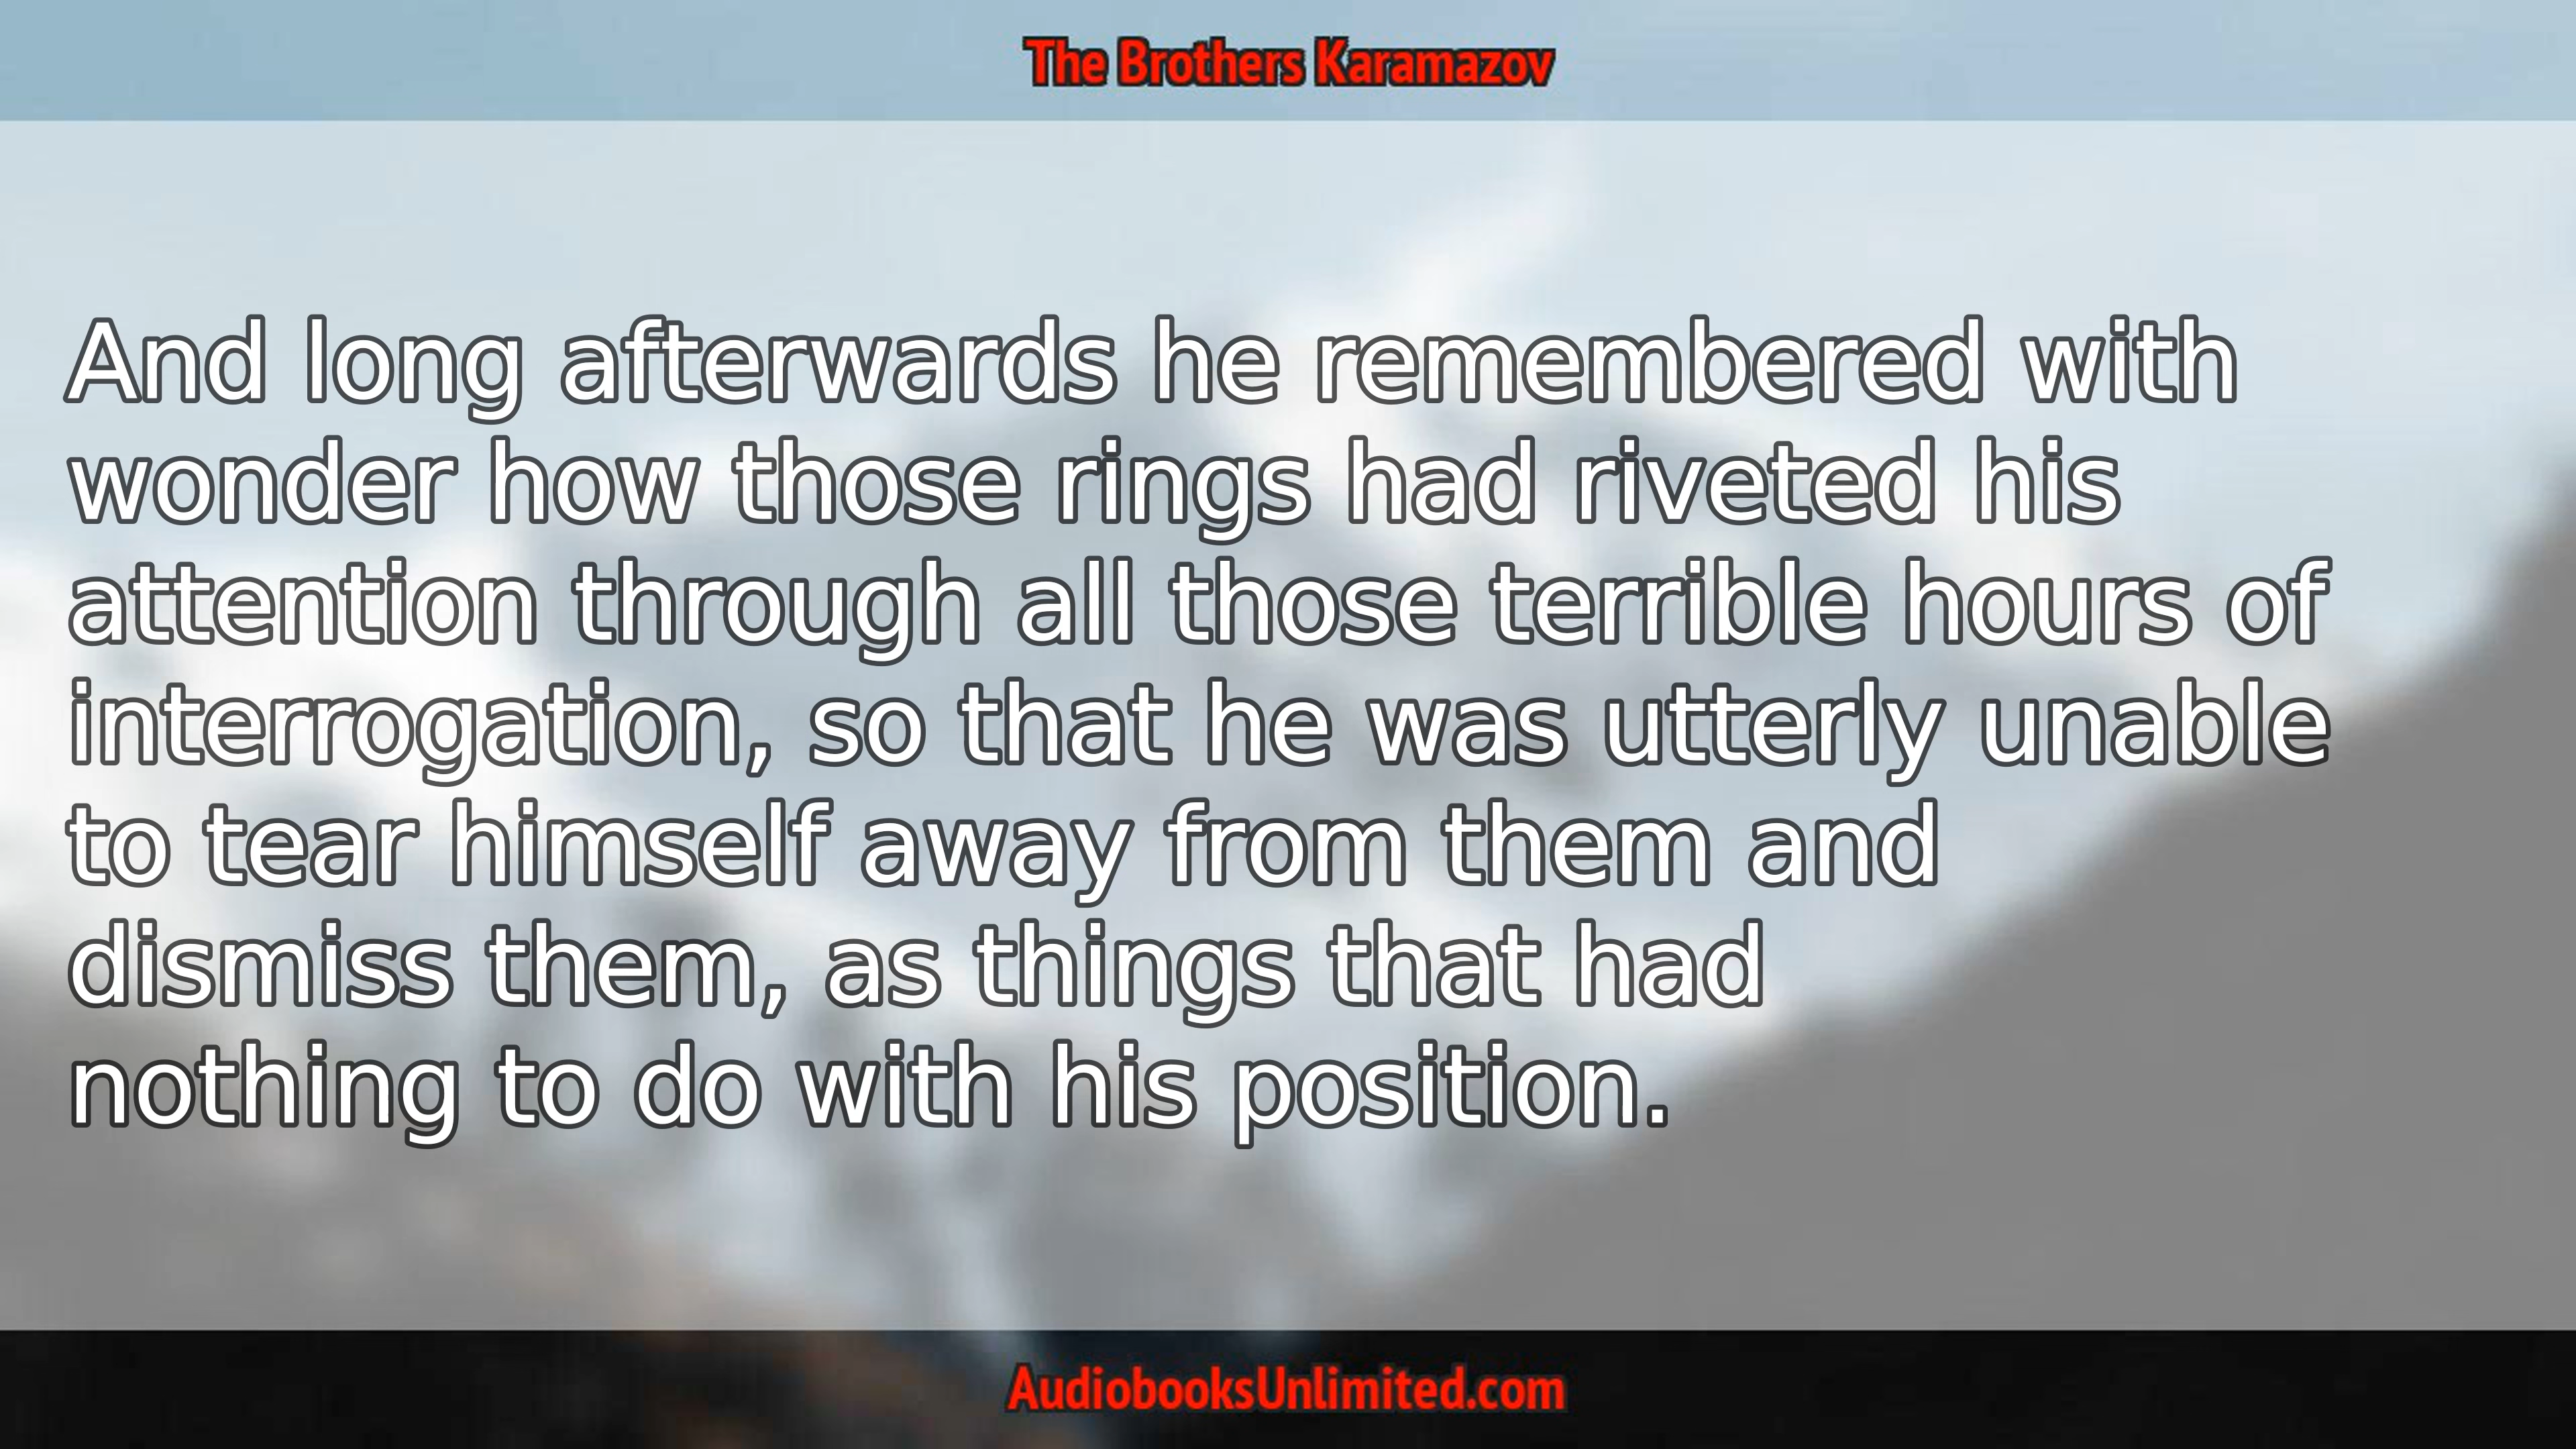 The Brothers Karamazov
And long afterwards he remembered with
wonder how those rings had riveted his
attention through all those terrible hours of
interrogation, so that he was utterly unable
to tear himself away from them and
dismiss them, as things that had
nothing to do with his position.
AudiobooksUnlimited.com